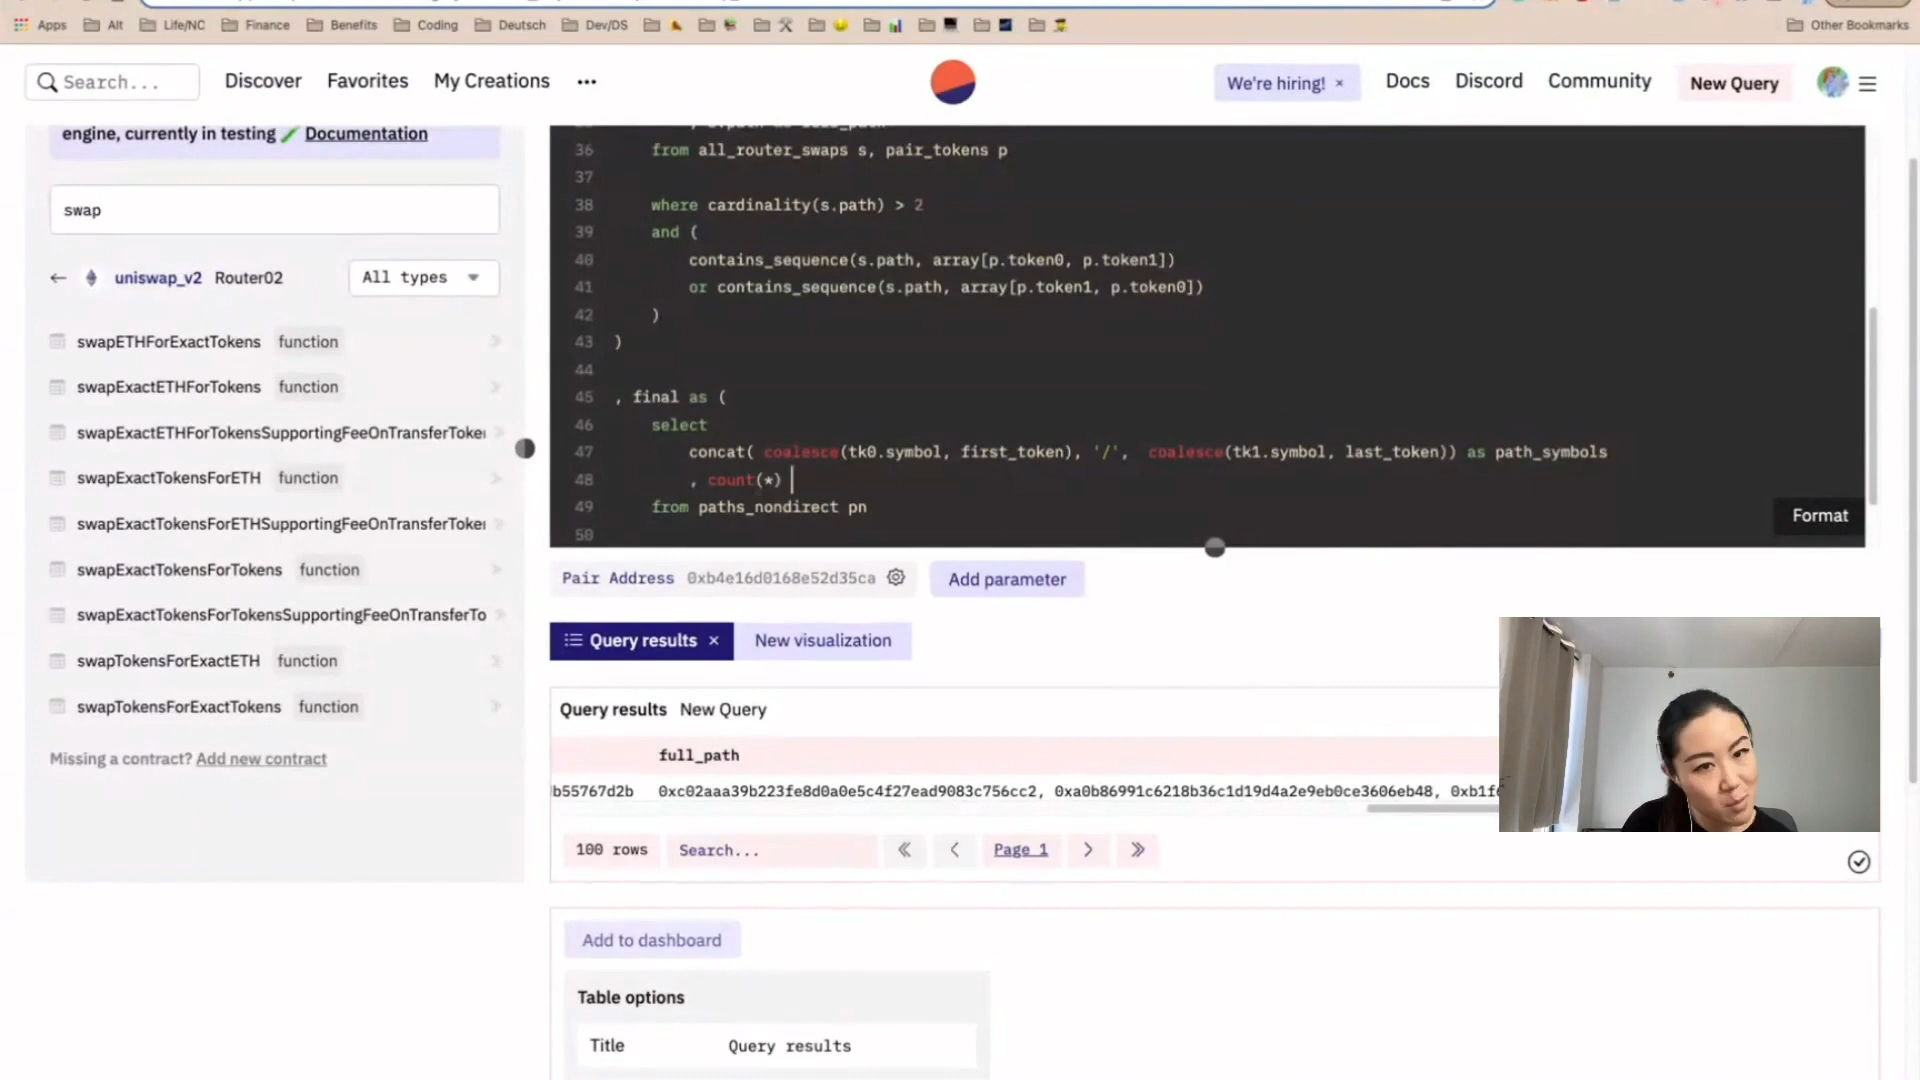 Apps
Alt
Life/NC
Finance
Benefits
Coding
Deutsch
Dev/DS
Other Bookmarks
Search...
Discover
Favorites
My Creations
We're hiring! ×
Docs
Discord
Community
New Query
engine, currently in testing Documentation
swap
uniswap_v2 Router02
All types
swapETHForExactTokens function
swapExactETHForTokens function
swapExactETHForTokensSupportingFeeOnTransferToke
swapExactTokensForETH function
swapExactTokensForETHSupportingFeeOnTransferToke
swapExactTokensForTokens function
swapExactTokensForTokensSupportingFeeOnTransferTo
swapTokensForExactETH function
swapTokensForExactTokens function
Missing a contract? Add new contract
36 from all_router_swaps s, pair_tokens p
37
38 where cardinality(s.path) > 2
39 and (
40 contains_sequence(s.path, array[p.token0, p.token1])
41 or contains_sequence(s.path, array[p.token1, p.token0])
42 )
43 )
44
45 , final as (
46 select
47 concat( coalesce(tk0.symbol, first_token), '/', coalesce(tk1.symbol, last_token)) as path_symbols
48 , count(*)
49 from paths_nondirect pn
50
Format
Pair Address 0xb4e16d0168e52d35ca
Add parameter
Query results ×
New visualization
Query results New Query
full_path
b55767d2b 0xc02aaa39b223fe8d0a0e5c4f27ead9083c756cc2, 0xa0b86991c6218b36c1d19d4a2e9eb0ce3606eb48, 0xb1f
100 rows
Search...
Page 1
Add to dashboard
Table options
Title
Query results